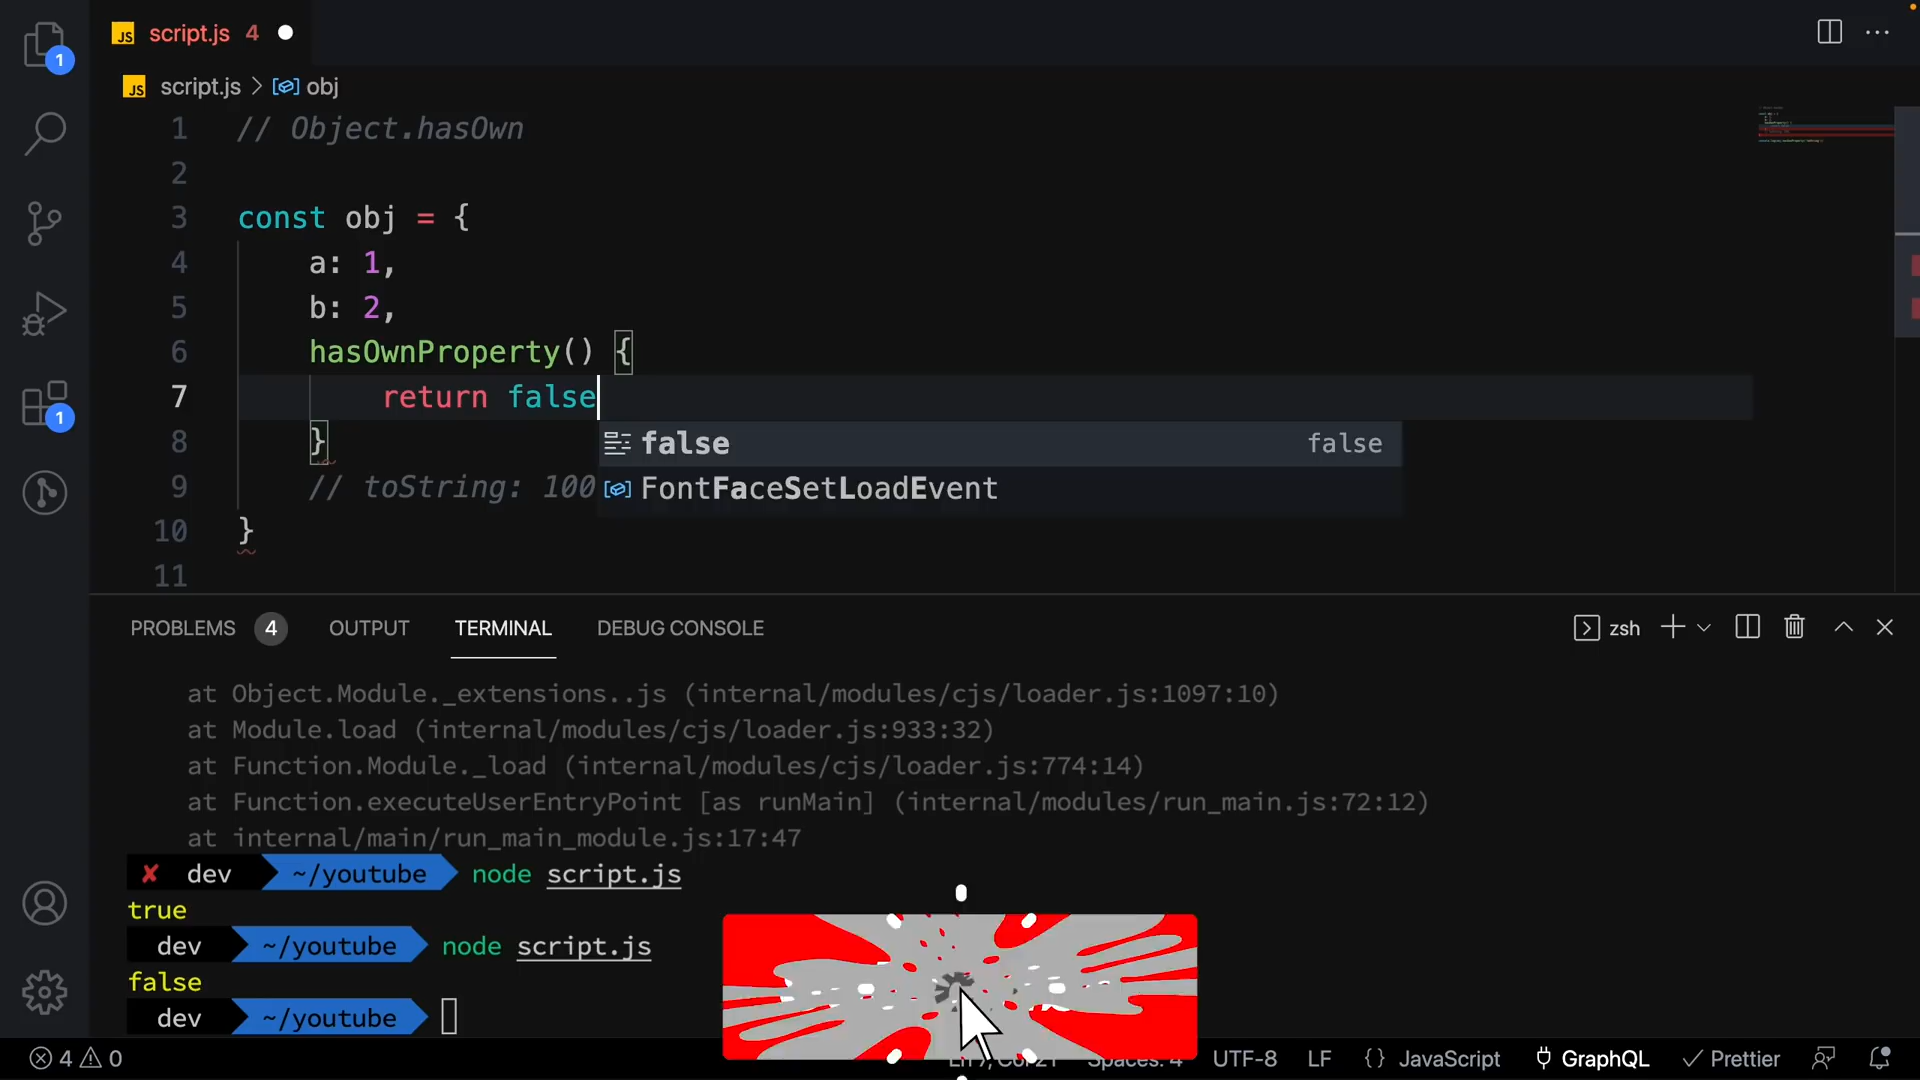 JS script.js 4
JS script.js > obj
1
1 // Object.hasOwn
2
3 const obj = {
4 a: 1,
5 b: 2,
6 hasOwnProperty() {
7 return false
8 }
9 // toString: 100
10 }
11
false false
FontFaceSetLoadEvent
1
PROBLEMS 4 OUTPUT TERMINAL DEBUG CONSOLE zsh
at Object.Module._extensions..js (internal/modules/cjs/loader.js:1097:10)
at Module.load (internal/modules/cjs/loader.js:933:32)
at Function.Module._load (internal/modules/cjs/loader.js:774:14)
at Function.executeUserEntryPoint [as runMain] (internal/modules/run_main.js:72:12)
at internal/main/run_main_module.js:17:47
✘ dev ~/youtube node script.js
true
dev ~/youtube node script.js
false
dev ~/youtube
4 0 UTF-8 LF {} JavaScript GraphQL Prettier